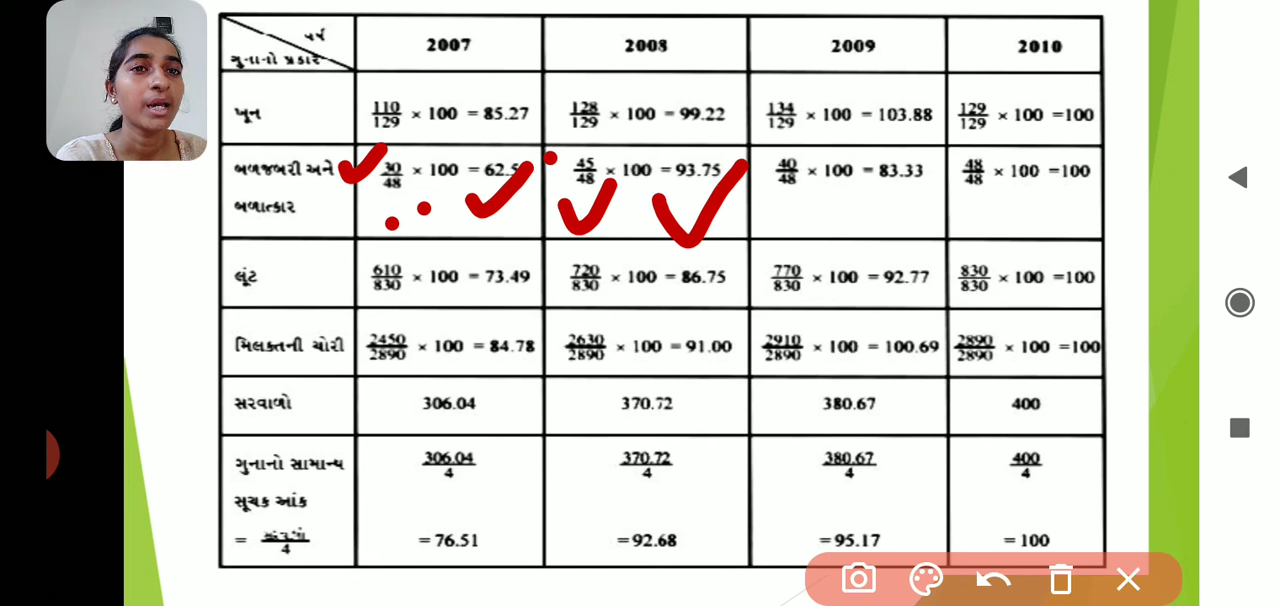 વર્ષ
ગુનાનો પ્રકાર
2007 2008 2009 2010
ખૂન 110/129 × 100 = 85.27 128/129 × 100 = 99.22 134/129 × 100 = 103.88 129/129 × 100 =100
બળજબરી અને 30/48 × 100 = 62.5 45/48 × 100 = 93.75 40/48 × 100 = 83.33 48/48 × 100 =100
બળાત્કાર
લૂંટ 610/830 × 100 = 73.49 720/830 × 100 = 86.75 770/830 × 100 = 92.77 830/830 × 100 =100
મિલકતની ચોરી 2450/2890 × 100 = 84.78 2630/2890 × 100 = 91.00 2910/2890 × 100 = 100.69 2890/2890 × 100 =100
સરવાળો 306.04 370.72 380.67 400
ગુનાનો સામાન્ય 306.04/4 370.72/4 380.67/4 400/4
સૂચક આંક
= સરવાળો/4 = 76.51 = 92.68 = 95.17 = 100